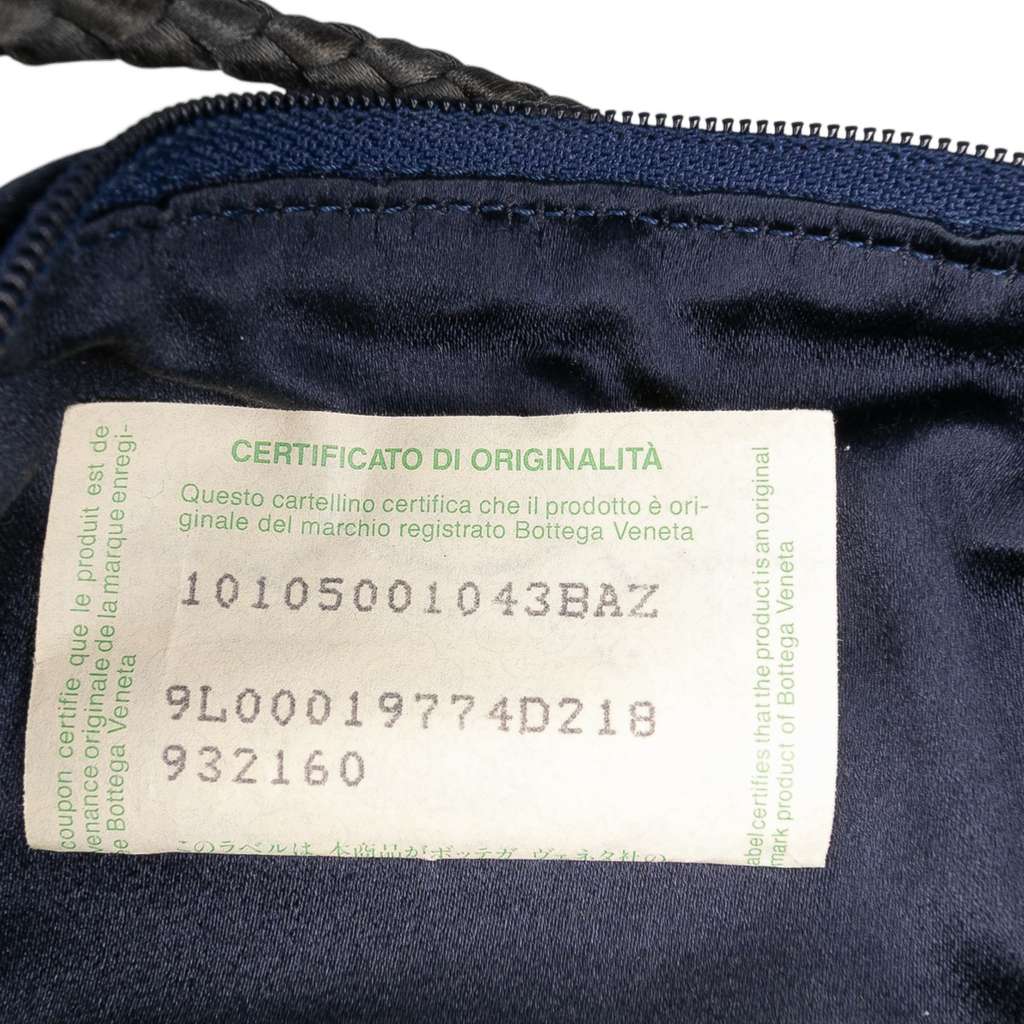 CERTIFICATO DI ORIGINALITÀ
Questo cartellino certifica che il prodotto è ori-
ginale del marchio registrato Bottega Veneta
10105001043BAZ
9L00019774D218
932160
coupon certifie que le produit est de
venance originale de la marque enregi-
e Bottega Veneta
abel certifies that the product is an original
mark product of Bottega Veneta
このラベルは、本商品がボッテガ ヴェネタ社の